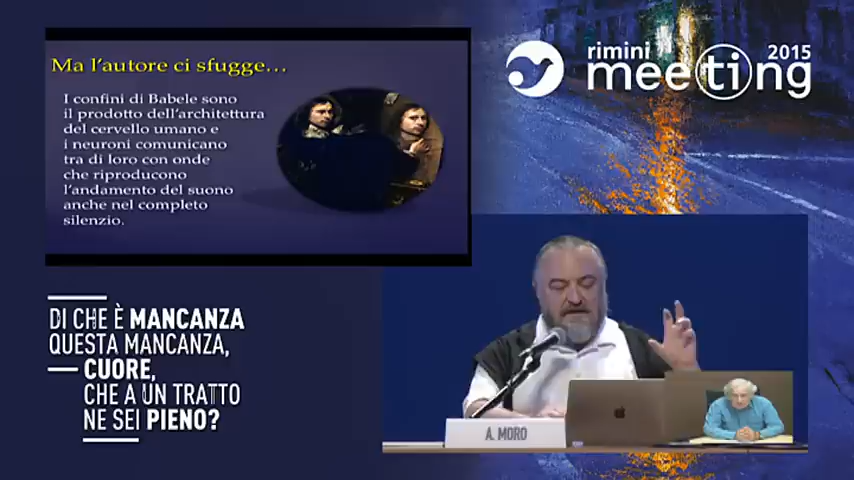 Ma l'autore ci sfugge...
I confini di Babele sono
il prodotto dell'architettura
del cervello umano e
i neuroni comunicano
tra di loro con onde
che riproducono
l'andamento del suono
anche nel completo
silenzio.
rimini 2015
meeting
DI CHE È MANCANZA
QUESTA MANCANZA,
CUORE,
CHE A UN TRATTO
NE SEI PIENO?
A. MORO